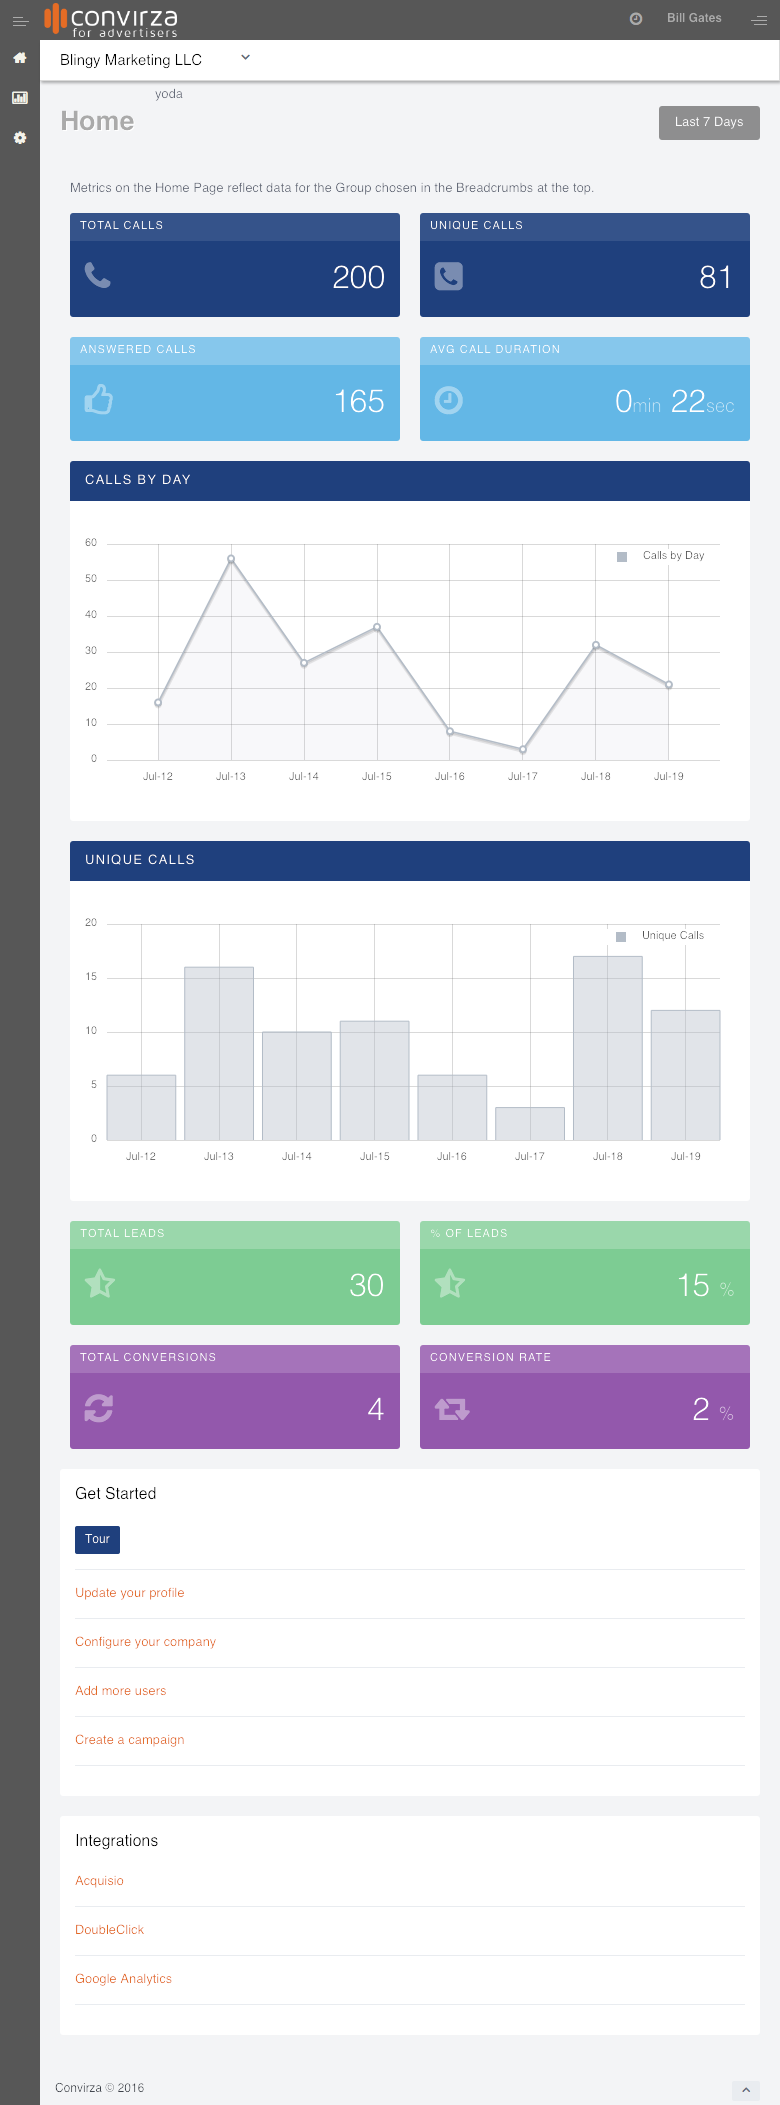 convirza
for advertisers
Bill Gates
Blingy Marketing LLC
yoda
Home
Last 7 Days
Metrics on the Home Page reflect data for the Group chosen in the Breadcrumbs at the top.
TOTAL CALLS
200
UNIQUE CALLS
81
ANSWERED CALLS
165
AVG CALL DURATION
0min 22sec
CALLS BY DAY
60
50
40
30
20
10
0
Calls by Day
Jul-12 Jul-13 Jul-14 Jul-15 Jul-16 Jul-17 Jul-18 Jul-19
UNIQUE CALLS
20
15
10
5
0
Unique Calls
Jul-12 Jul-13 Jul-14 Jul-15 Jul-16 Jul-17 Jul-18 Jul-19
TOTAL LEADS
30
% OF LEADS
15 %
TOTAL CONVERSIONS
4
CONVERSION RATE
2 %
Get Started
Tour
Update your profile
Configure your company
Add more users
Create a campaign
Integrations
Acquisio
DoubleClick
Google Analytics
Convirza © 2016